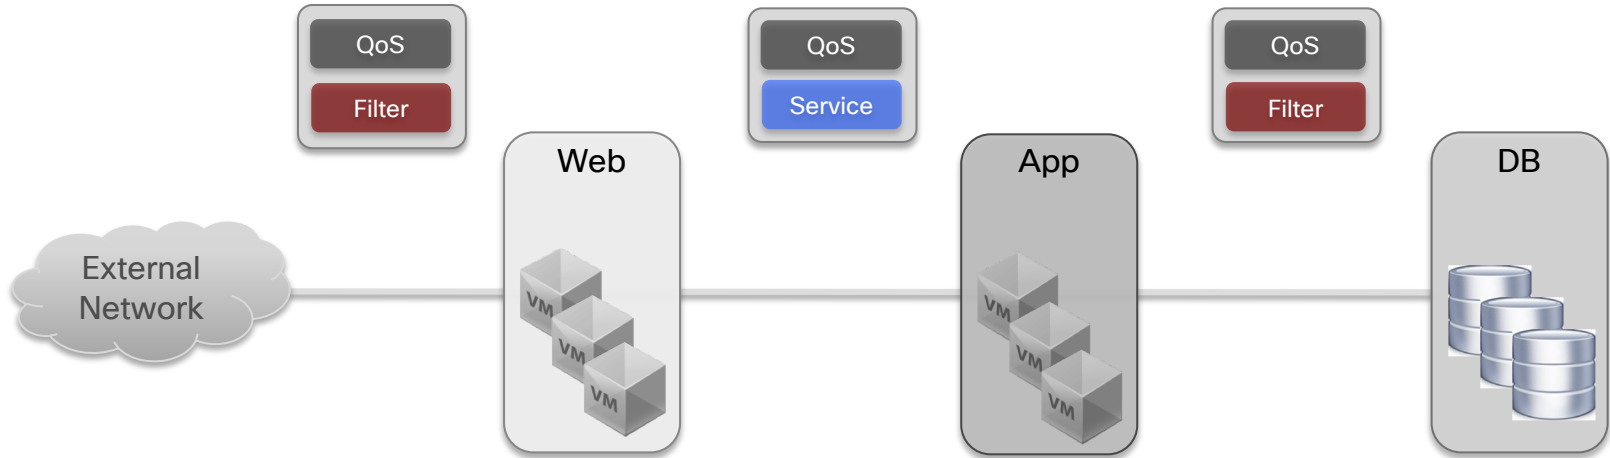 QoS
Filter
QoS
Service
QoS
Filter
Web
App
DB
External
Network
VM
VM
VM
VM
VM
VM